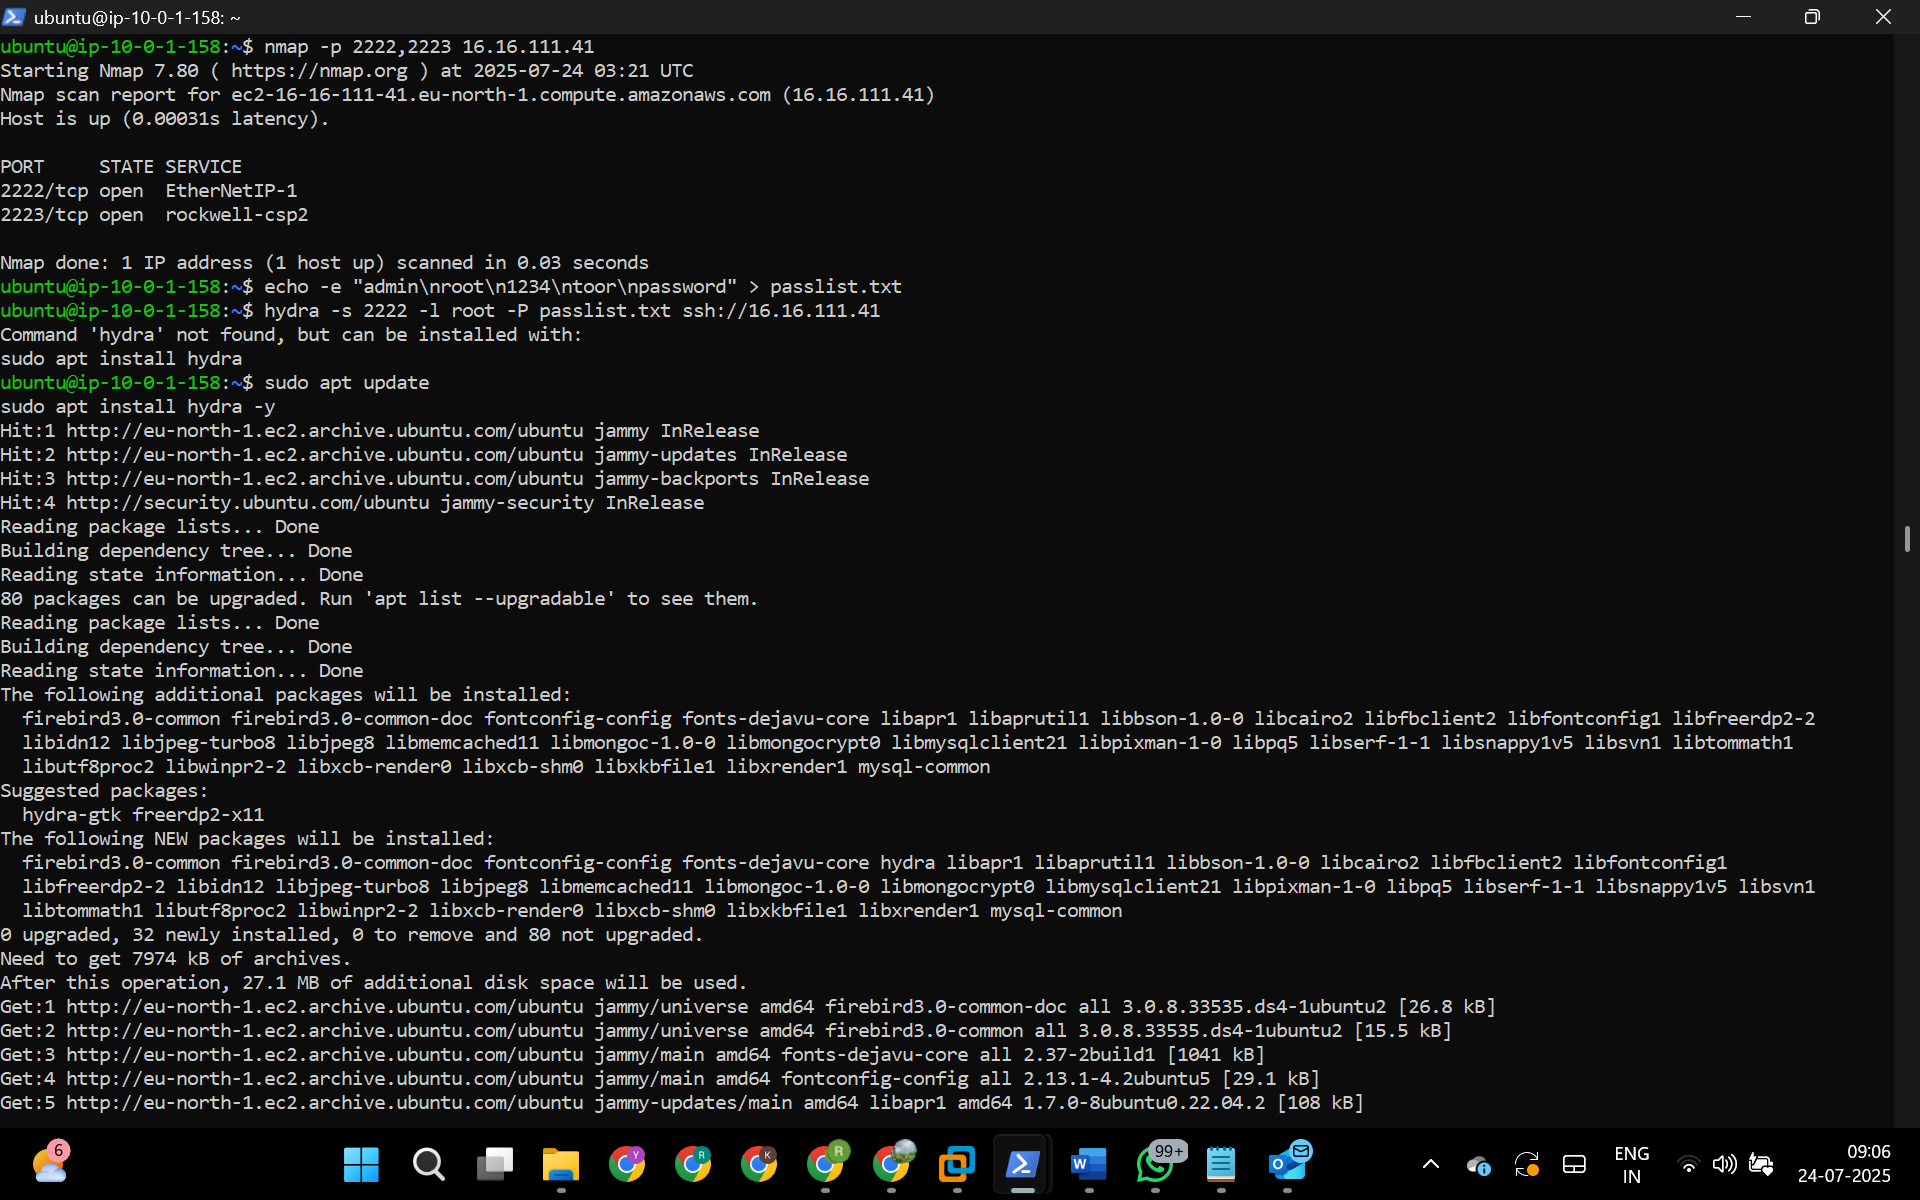 ubuntu@ip-10-0-1-158: ~
ubuntu@ip-10-0-1-158:~$ nmap -p 2222,2223 16.16.111.41
Starting Nmap 7.80 ( https://nmap.org ) at 2025-07-24 03:21 UTC
Nmap scan report for ec2-16-16-111-41.eu-north-1.compute.amazonaws.com (16.16.111.41)
Host is up (0.00031s latency).
PORT     STATE SERVICE
2222/tcp open  EtherNetIP-1
2223/tcp open  rockwell-csp2
Nmap done: 1 IP address (1 host up) scanned in 0.03 seconds
ubuntu@ip-10-0-1-158:~$ echo -e "admin\nroot\n1234\ntoor\npassword" > passlist.txt
ubuntu@ip-10-0-1-158:~$ hydra -s 2222 -l root -P passlist.txt ssh://16.16.111.41
Command 'hydra' not found, but can be installed with:
sudo apt install hydra
ubuntu@ip-10-0-1-158:~$ sudo apt update
sudo apt install hydra -y
Hit:1 http://eu-north-1.ec2.archive.ubuntu.com/ubuntu jammy InRelease
Hit:2 http://eu-north-1.ec2.archive.ubuntu.com/ubuntu jammy-updates InRelease
Hit:3 http://eu-north-1.ec2.archive.ubuntu.com/ubuntu jammy-backports InRelease
Hit:4 http://security.ubuntu.com/ubuntu jammy-security InRelease
Reading package lists... Done
Building dependency tree... Done
Reading state information... Done
80 packages can be upgraded. Run 'apt list --upgradable' to see them.
Reading package lists... Done
Building dependency tree... Done
Reading state information... Done
The following additional packages will be installed:
  firebird3.0-common firebird3.0-common-doc fontconfig-config fonts-dejavu-core libapr1 libaprutil1 libbson-1.0-0 libcairo2 libfbclient2 libfontconfig1 libfreerdp2-2
  libidn12 libjpeg-turbo8 libjpeg8 libmemcached11 libmongoc-1.0-0 libmongocrypt0 libmysqlclient21 libpixman-1-0 libpq5 libserf-1-1 libsnappy1v5 libsvn1 libtommath1
  libutf8proc2 libwinpr2-2 libxcb-render0 libxcb-shm0 libxkbfile1 libxrender1 mysql-common
Suggested packages:
  hydra-gtk freerdp2-x11
The following NEW packages will be installed:
  firebird3.0-common firebird3.0-common-doc fontconfig-config fonts-dejavu-core hydra libapr1 libaprutil1 libbson-1.0-0 libcairo2 libfbclient2 libfontconfig1
  libfreerdp2-2 libidn12 libjpeg-turbo8 libjpeg8 libmemcached11 libmongoc-1.0-0 libmongocrypt0 libmysqlclient21 libpixman-1-0 libpq5 libserf-1-1 libsnappy1v5 libsvn1
  libtommath1 libutf8proc2 libwinpr2-2 libxcb-render0 libxcb-shm0 libxkbfile1 libxrender1 mysql-common
0 upgraded, 32 newly installed, 0 to remove and 80 not upgraded.
Need to get 7974 kB of archives.
After this operation, 27.1 MB of additional disk space will be used.
Get:1 http://eu-north-1.ec2.archive.ubuntu.com/ubuntu jammy/universe amd64 firebird3.0-common-doc all 3.0.8.33535.ds4-1ubuntu2 [26.8 kB]
Get:2 http://eu-north-1.ec2.archive.ubuntu.com/ubuntu jammy/universe amd64 firebird3.0-common all 3.0.8.33535.ds4-1ubuntu2 [15.5 kB]
Get:3 http://eu-north-1.ec2.archive.ubuntu.com/ubuntu jammy/main amd64 fonts-dejavu-core all 2.37-2build1 [1041 kB]
Get:4 http://eu-north-1.ec2.archive.ubuntu.com/ubuntu jammy/main amd64 fontconfig-config all 2.13.1-4.2ubuntu5 [29.1 kB]
Get:5 http://eu-north-1.ec2.archive.ubuntu.com/ubuntu jammy-updates/main amd64 libapr1 amd64 1.7.0-8ubuntu0.22.04.2 [108 kB]
6 Y R K R W 99+ O ENG 09:06
IN 24-07-2025